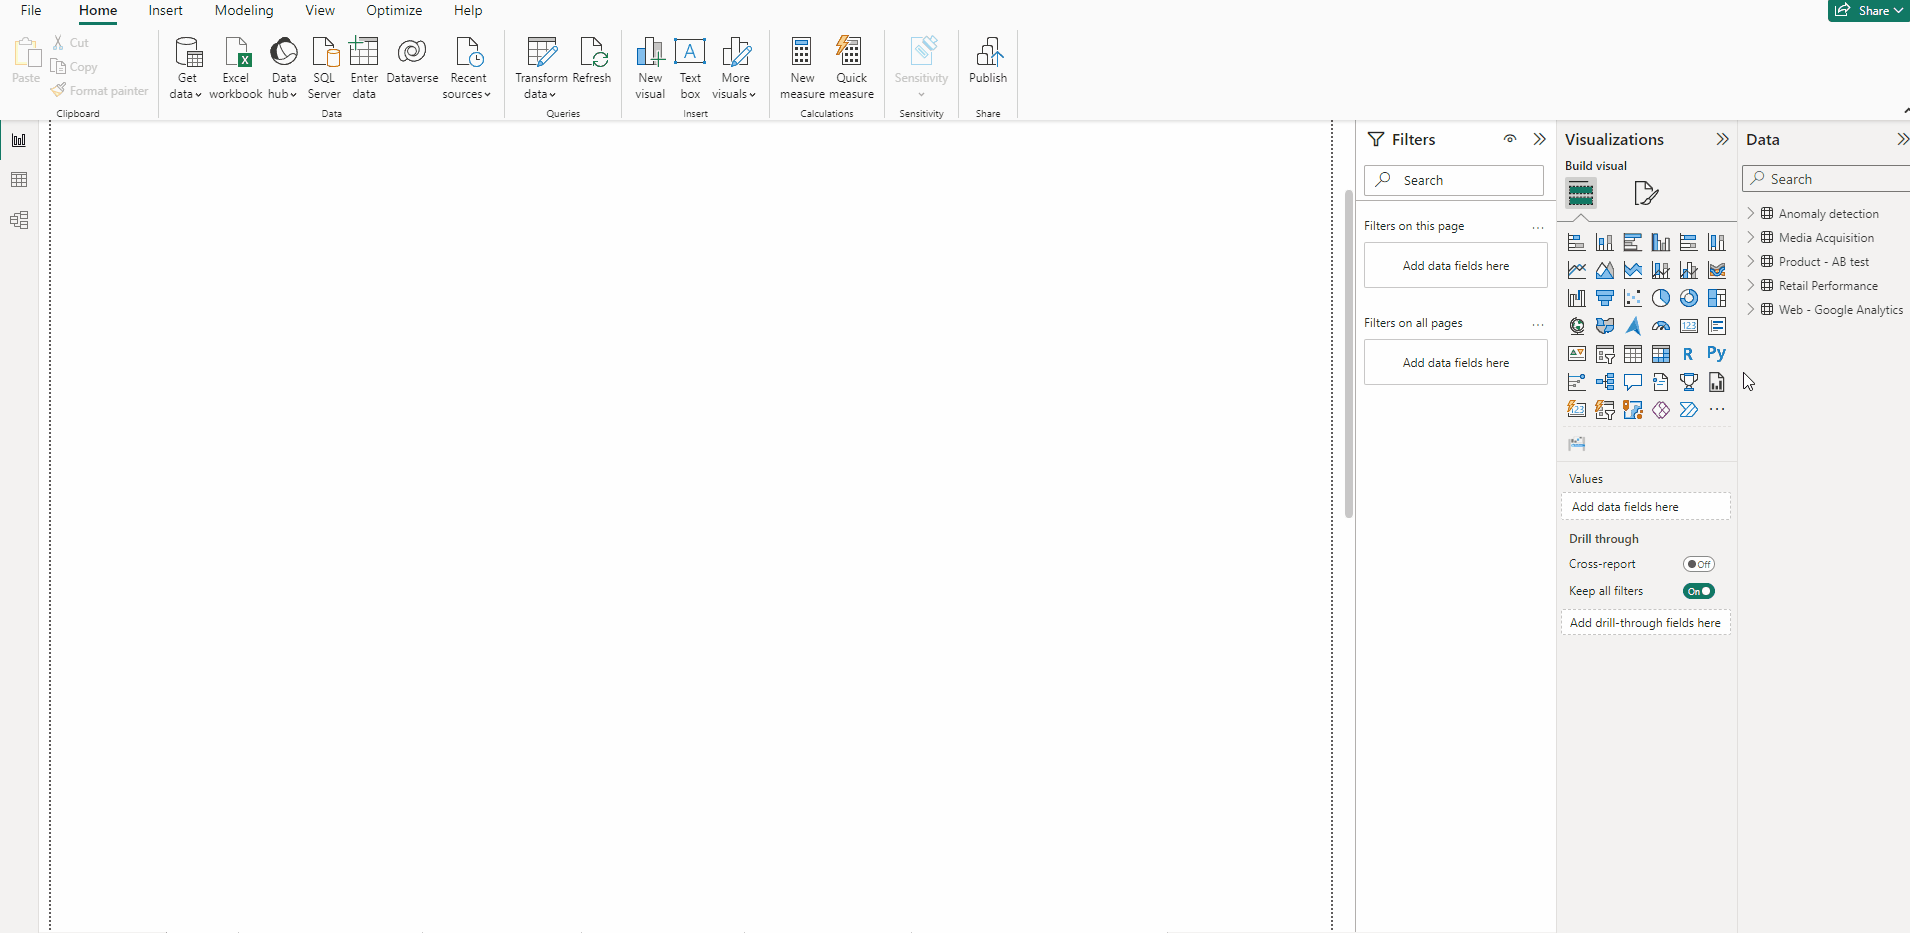 File Home Insert Modeling View Optimize Help
Share
Paste
Cut
Copy
Format painter
Clipboard
Get data
Excel workbook
Data hub
SQL Server
Enter data
Dataverse
Recent sources
Data
Transform data
Refresh
Queries
New visual
Text box
More visuals
Insert
New measure
Quick measure
Calculations
Sensitivity
Sensitivity
Publish
Share
Filters
Search
Filters on this page
...
Add data fields here
Filters on all pages
...
Add data fields here
Visualizations
Build visual
123
R
Py
123
...
Values
Add data fields here
Drill through
Cross-report
Off
Keep all filters
On
Add drill-through fields here
Data
Search
Anomaly detection
Media Acquisition
Product - AB test
Retail Performance
Web - Google Analytics